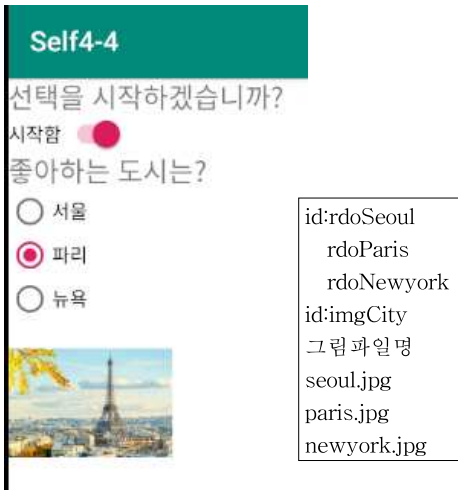 Self4-4
선택을 시작하겠습니까?
시작함
좋아하는 도시는?
서울
파리
뉴욕
id:rdoSeoul
rdoParis
rdoNewyork
id:imgCity
그림파일명
seoul.jpg
paris.jpg
newyork.jpg